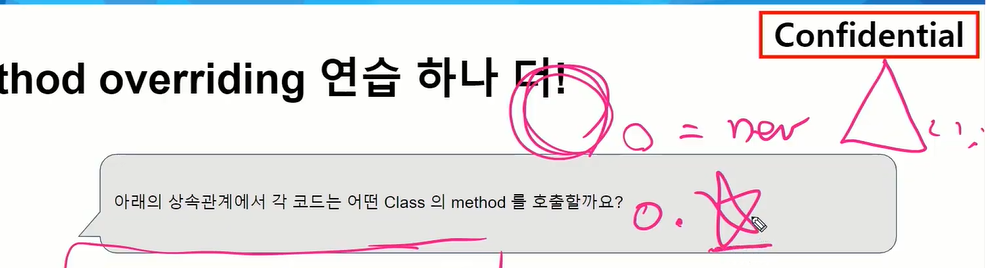 Confidential
thod overriding 연습 하나 더!
o = new ();
아래의 상속관계에서 각 코드는 어떤 Class 의 method 를 호출할까요?
o.